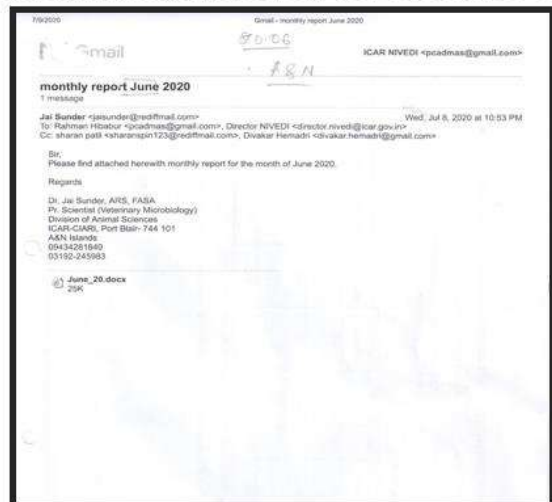 7/9/2020 Gmail - monthly report June 2020
Gmail ICAR NIVEDI <pcadmas@gmail.com>
A&N
monthly report June 2020
1 message
Jai Sunder <jaisunder@rediffmail.com> Wed, Jul 8, 2020 at 10:53 PM
To: Rahman Hibabur <pcadmas@gmail.com>, Director NIVEDI <director.nivedi@icar.gov.in>
Cc: sharan patil <sharanspin123@rediffmail.com>, Divakar Hemadri <divakar.hemadri@gmail.com>
Sir,
Please find attached herewith monthly report for the month of June 2020.
Regards
Dr. Jai Sunder, ARS, FASA
Pr. Scientist (Veterinary Microbiology)
Division of Animal Sciences
ICAR-CIARI, Port Blair- 744 101
A&N Islands
09434281840
03192-245983
June_20.docx
25K